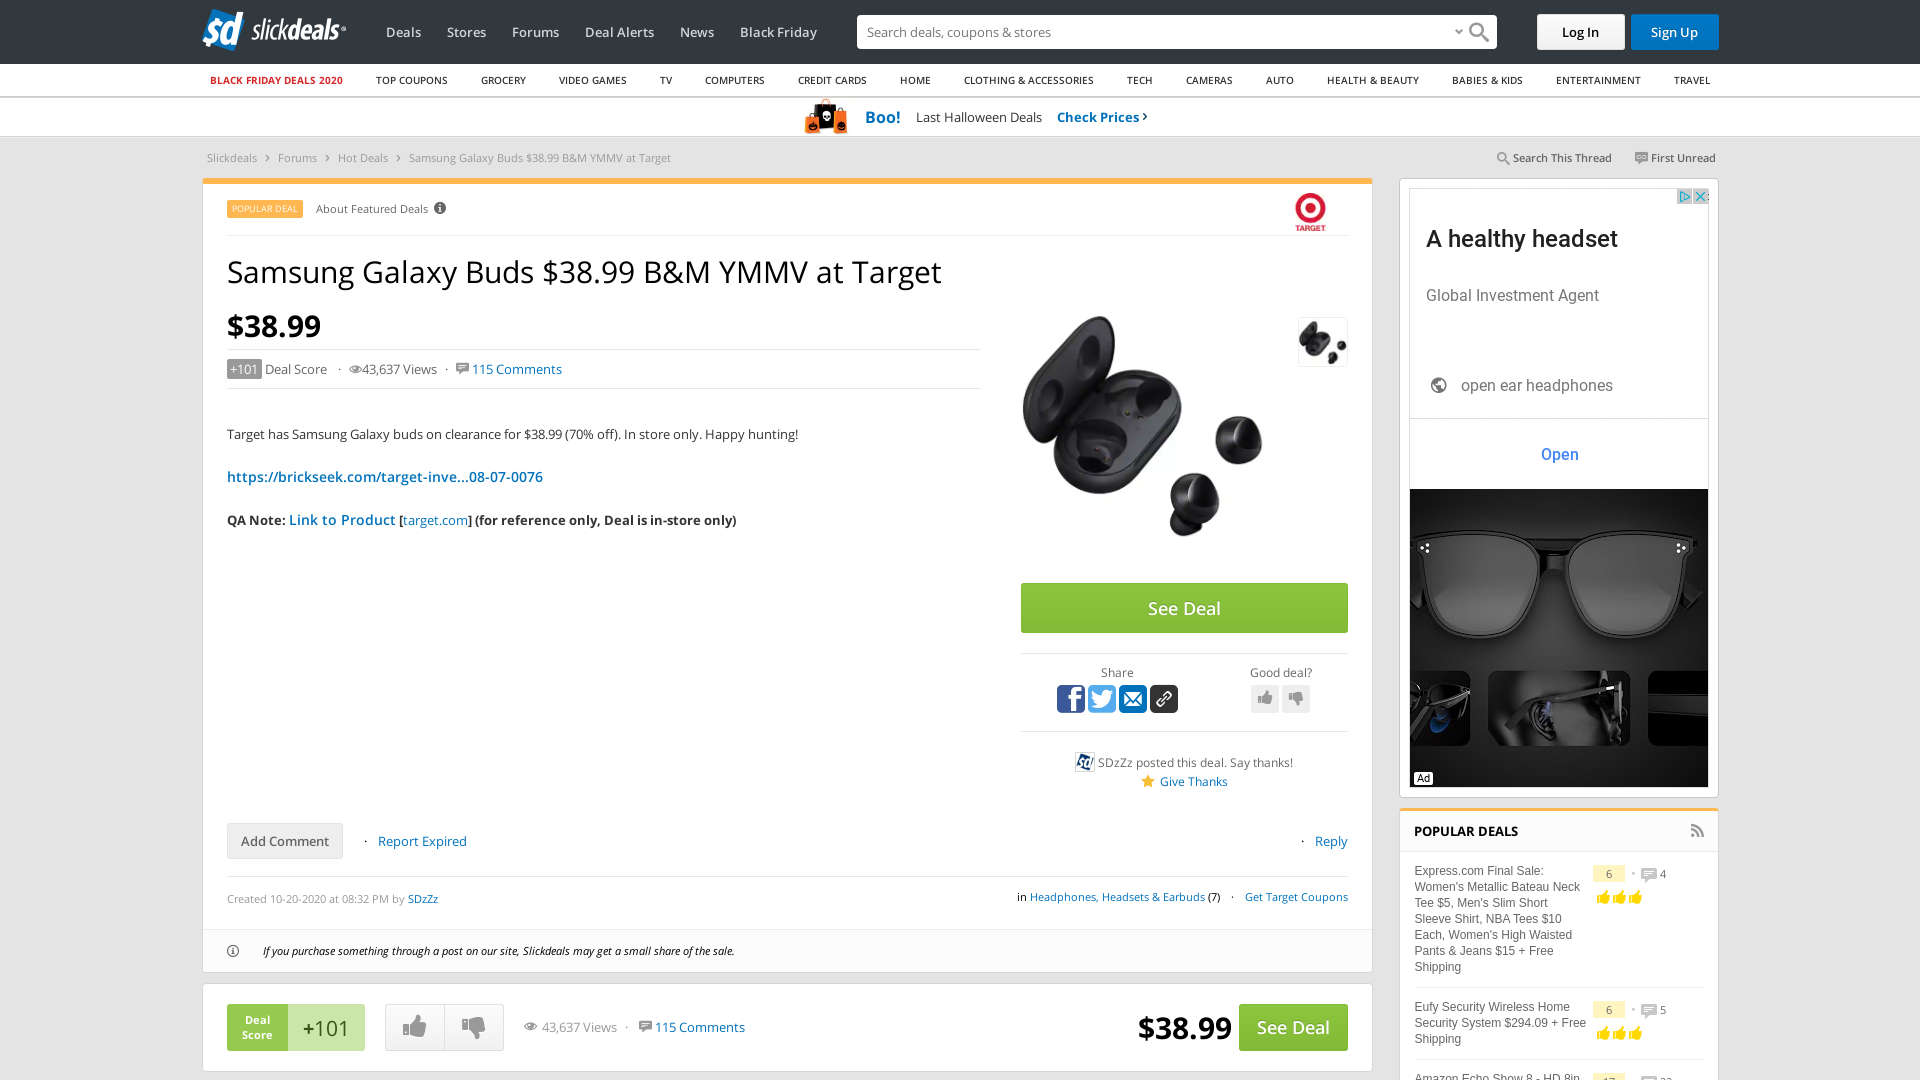 sd slickdeals
Deals Stores Forums Deal Alerts News Black Friday
Search deals, coupons & stores
Log In Sign Up
BLACK FRIDAY DEALS 2020 TOP COUPONS GROCERY VIDEO GAMES TV COMPUTERS CREDIT CARDS HOME CLOTHING & ACCESSORIES TECH CAMERAS AUTO HEALTH & BEAUTY BABIES & KIDS ENTERTAINMENT TRAVEL
Boo! Last Halloween Deals Check Prices ›
Slickdeals › Forums › Hot Deals › Samsung Galaxy Buds $38.99 B&M YMMV at Target
Search This Thread First Unread
POPULAR DEAL About Featured Deals
TARGET
Samsung Galaxy Buds $38.99 B&M YMMV at Target
$38.99
+101 Deal Score · 43,637 Views · 115 Comments
Target has Samsung Galaxy buds on clearance for $38.99 (70% off). In store only. Happy hunting!
https://brickseek.com/target-inve...08-07-0076
QA Note: Link to Product [target.com] (for reference only, Deal is in-store only)
See Deal
Share Good deal?
SDzZz posted this deal. Say thanks!
Give Thanks
Add Comment · Report Expired · Reply
Created 10-20-2020 at 08:32 PM by SDzZz
in Headphones, Headsets & Earbuds (7) · Get Target Coupons
If you purchase something through a post on our site, Slickdeals may get a small share of the sale.
Deal
Score
+101
43,637 Views · 115 Comments
$38.99 See Deal
A healthy headset
Global Investment Agent
open ear headphones
Open
Ad
POPULAR DEALS
Express.com Final Sale:
Women's Metallic Bateau Neck
Tee $5, Men's Slim Short
Sleeve Shirt, NBA Tees $10
Each, Women's High Waisted
Pants & Jeans $15 + Free
Shipping
6 • 4
Eufy Security Wireless Home
Security System $294.09 + Free
Shipping
6 • 5
Amazon Echo Show 8 - HD 8in